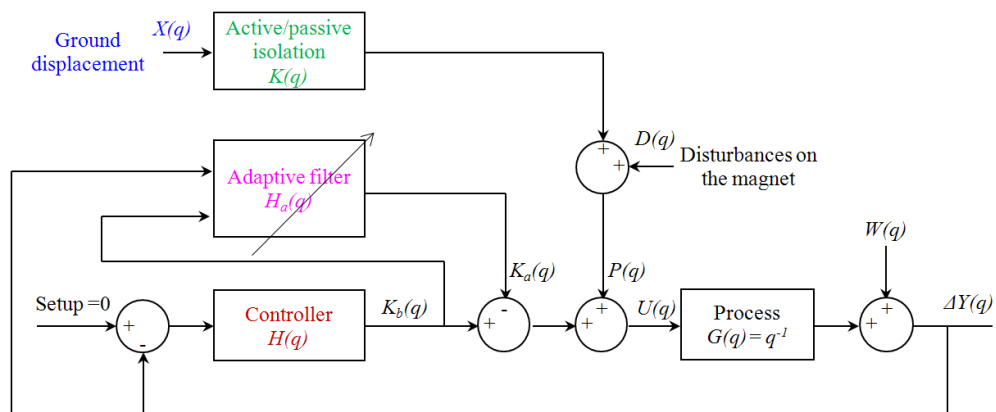 X(q)
Ground
displacement
Active/passive
isolation
K(q)
+
+
D(q)
Disturbances on
the magnet
Adaptive filter
Hₐ(q)
W(q)
Kₐ(q)
P(q)
Setup =0
+
-
Controller
H(q)
K_b(q)
+
-
+
+
U(q)
Process
G(q) = q⁻¹
+
+
ΔY(q)